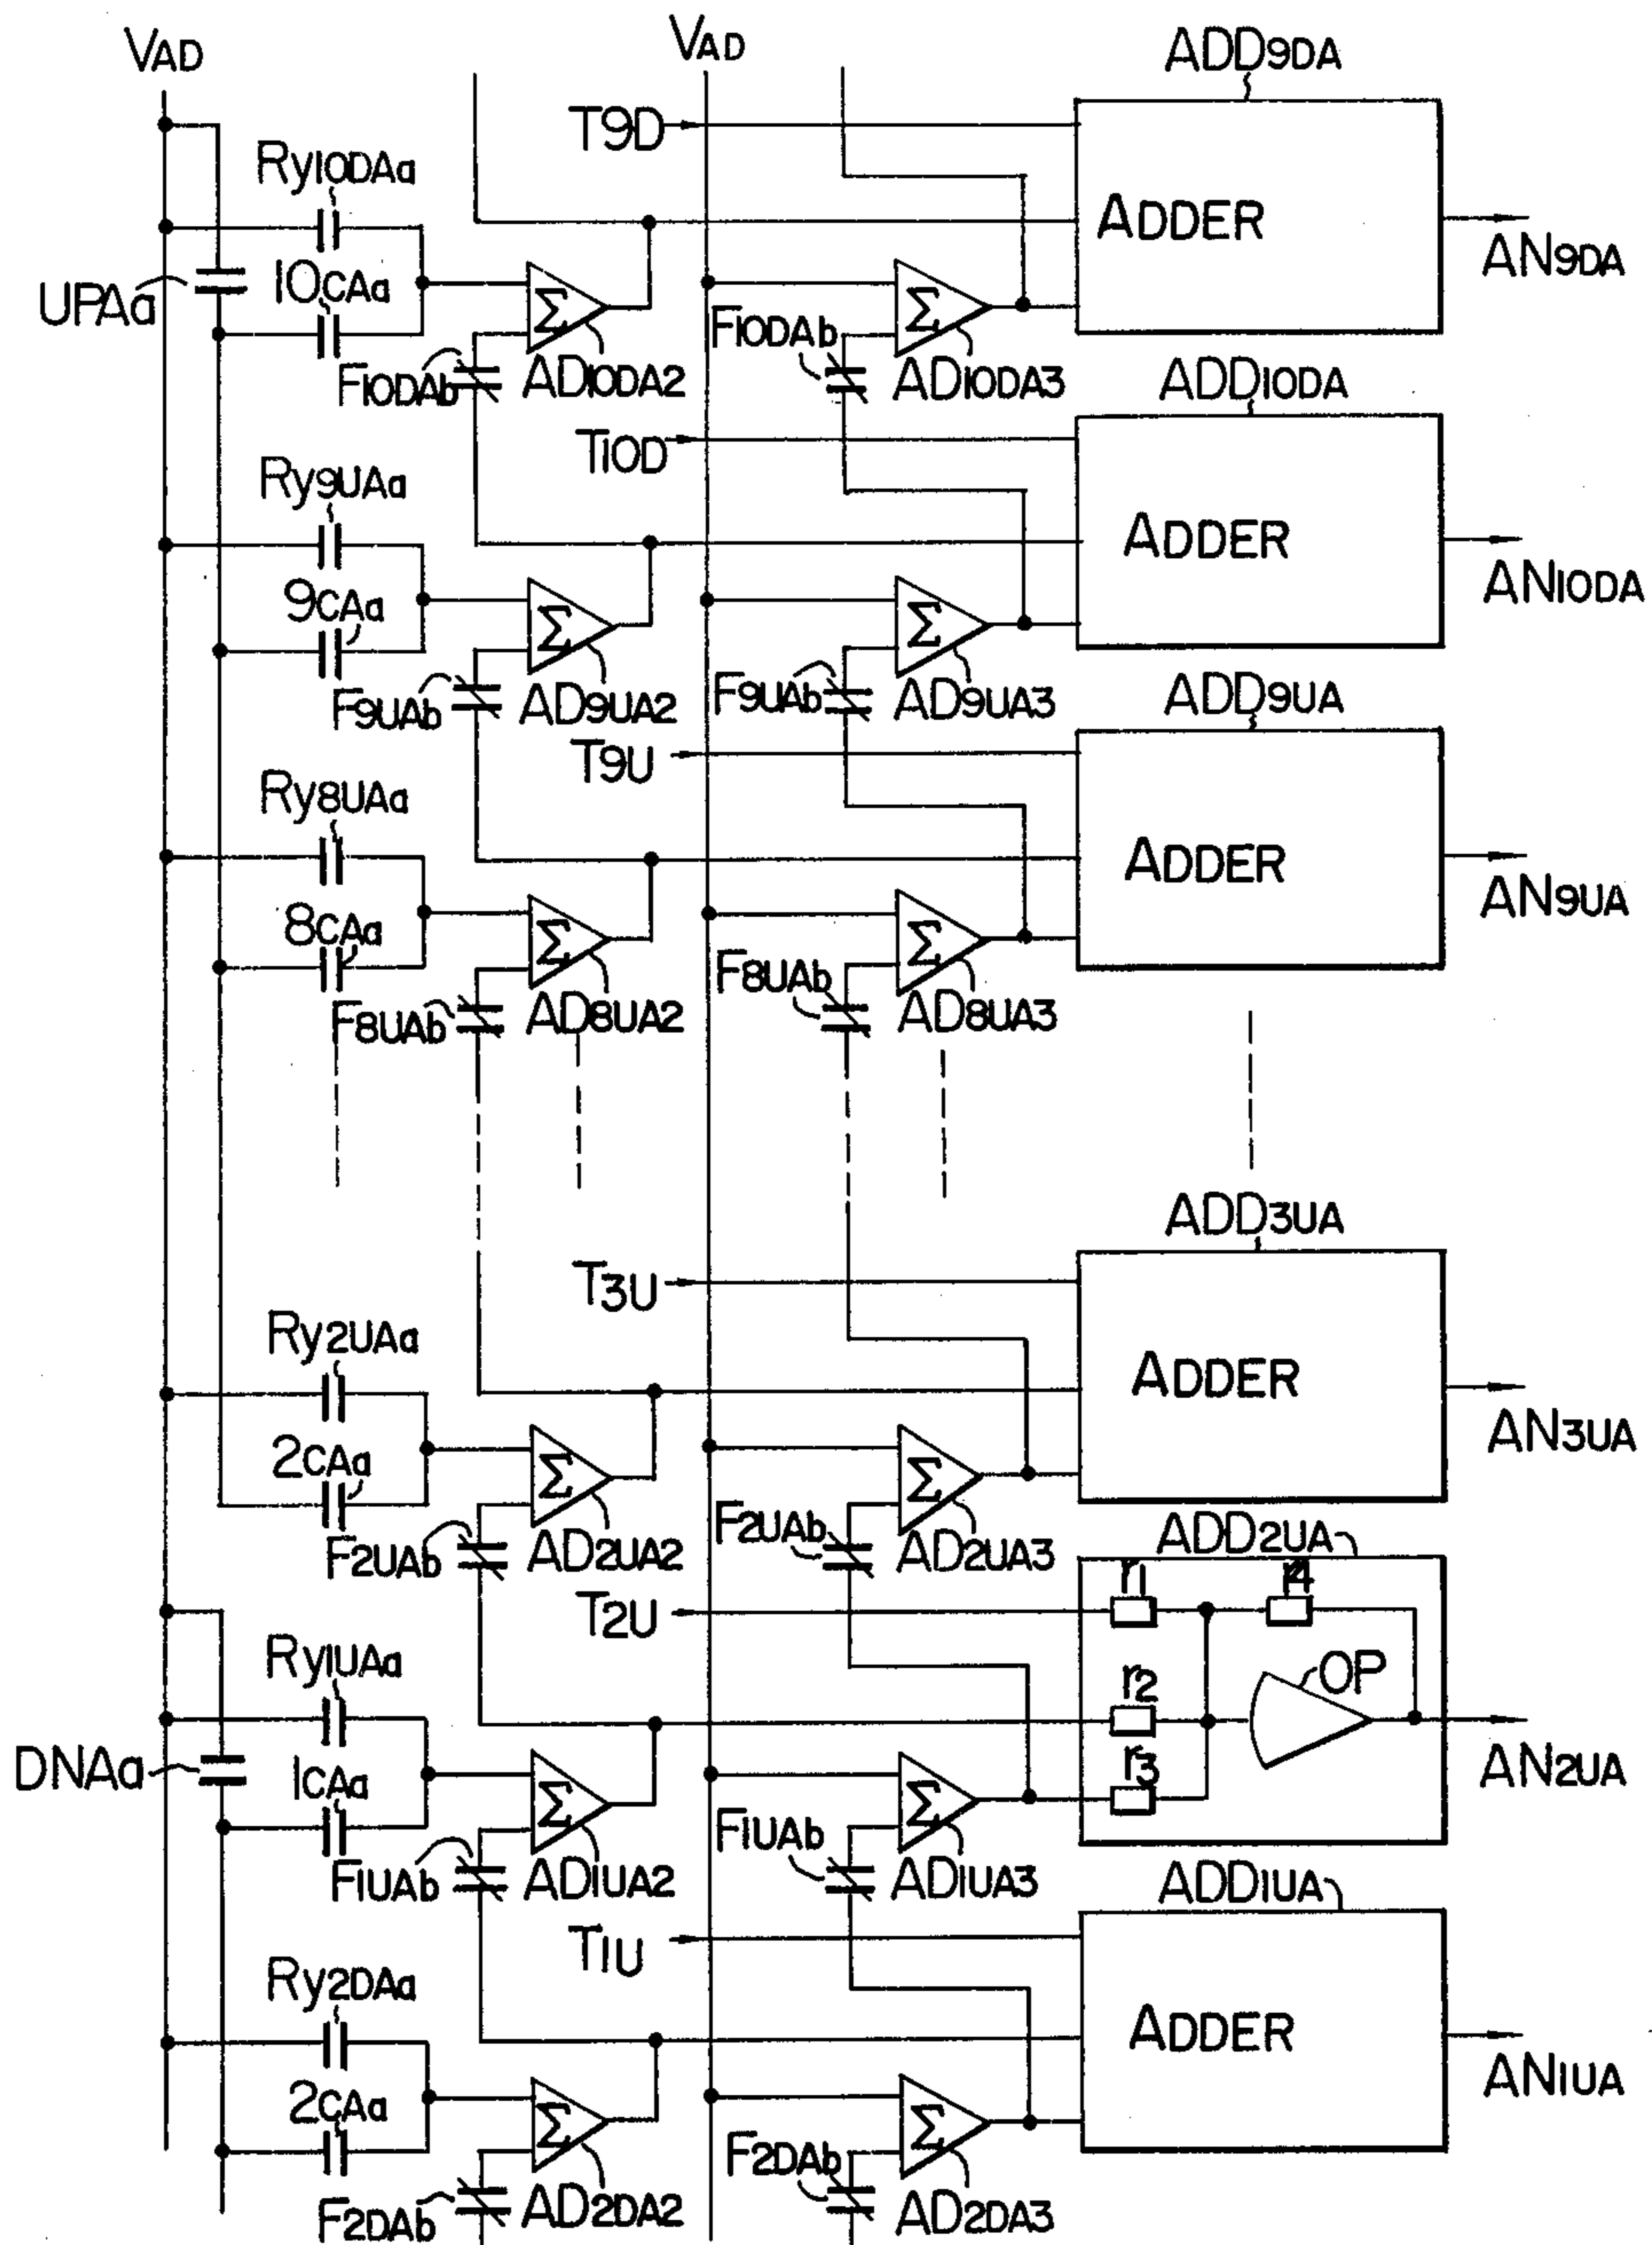 VAD
VAD
ADD9DA
T9D
Ry10DAa
ADDER
AN9DA
UPAa
10CAa
Σ
Σ
F10DAb
F10DAb
AD10DA2
AD10DA3
ADD10DA
T10D
Ry9UAa
ADDER
AN10DA
9CAa
Σ
Σ
F9UAb
AD9UA2
F9UAb
AD9UA3
ADD9UA
T9U
Ry8UAa
ADDER
AN9UA
8CAa
Σ
Σ
F8UAb
AD8UA2
F8UAb
AD8UA3
ADD3UA
T3U
Ry2UAa
ADDER
AN3UA
2CAa
Σ
Σ
F2UAb
AD2UA2
F2UAb
AD2UA3
ADD2UA
T2U
r1
r4
Ry1UAa
r2
OP
DNAa
1CAa
Σ
Σ
r3
AN2UA
F1UAb
AD1UA2
F1UAb
AD1UA3
ADD1UA
T1U
Ry2DAa
ADDER
AN1UA
2CAa
Σ
Σ
F2DAb
AD2DA2
F2DAb
AD2DA3